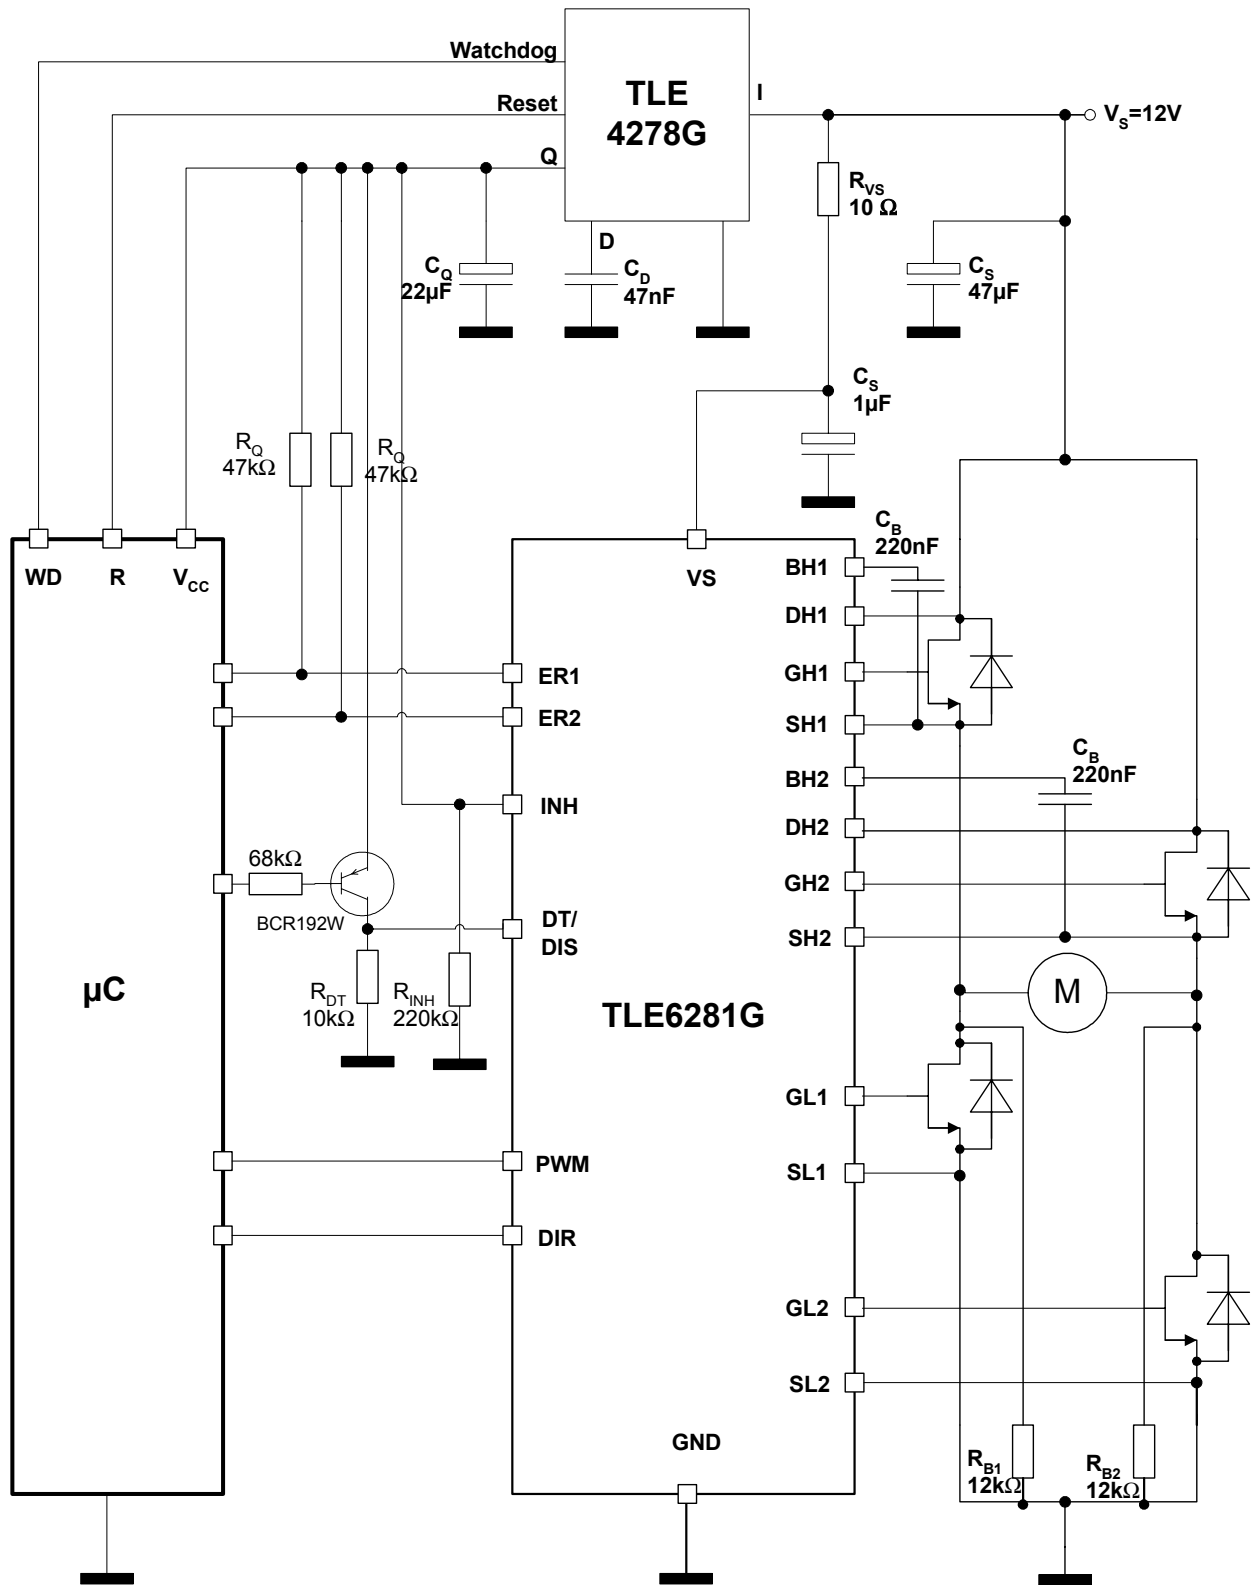 Watchdog
Reset
Q
TLE
4278G
I
V_S=12V
D
R_VS
10 Ω
C_Q
22µF
C_D
47nF
C_S
47µF
C_S
1µF
R_Q
47kΩ
R_Q
47kΩ
C_B
220nF
WD
R
V_CC
VS
BH1
DH1
GH1
SH1
BH2
DH2
GH2
SH2
GL1
SL1
GL2
SL2
ER1
ER2
INH
DT/
DIS
PWM
DIR
GND
C_B
220nF
68kΩ
BCR192W
R_DT
10kΩ
R_INH
220kΩ
µC
TLE6281G
M
R_B1
12kΩ
R_B2
12kΩ